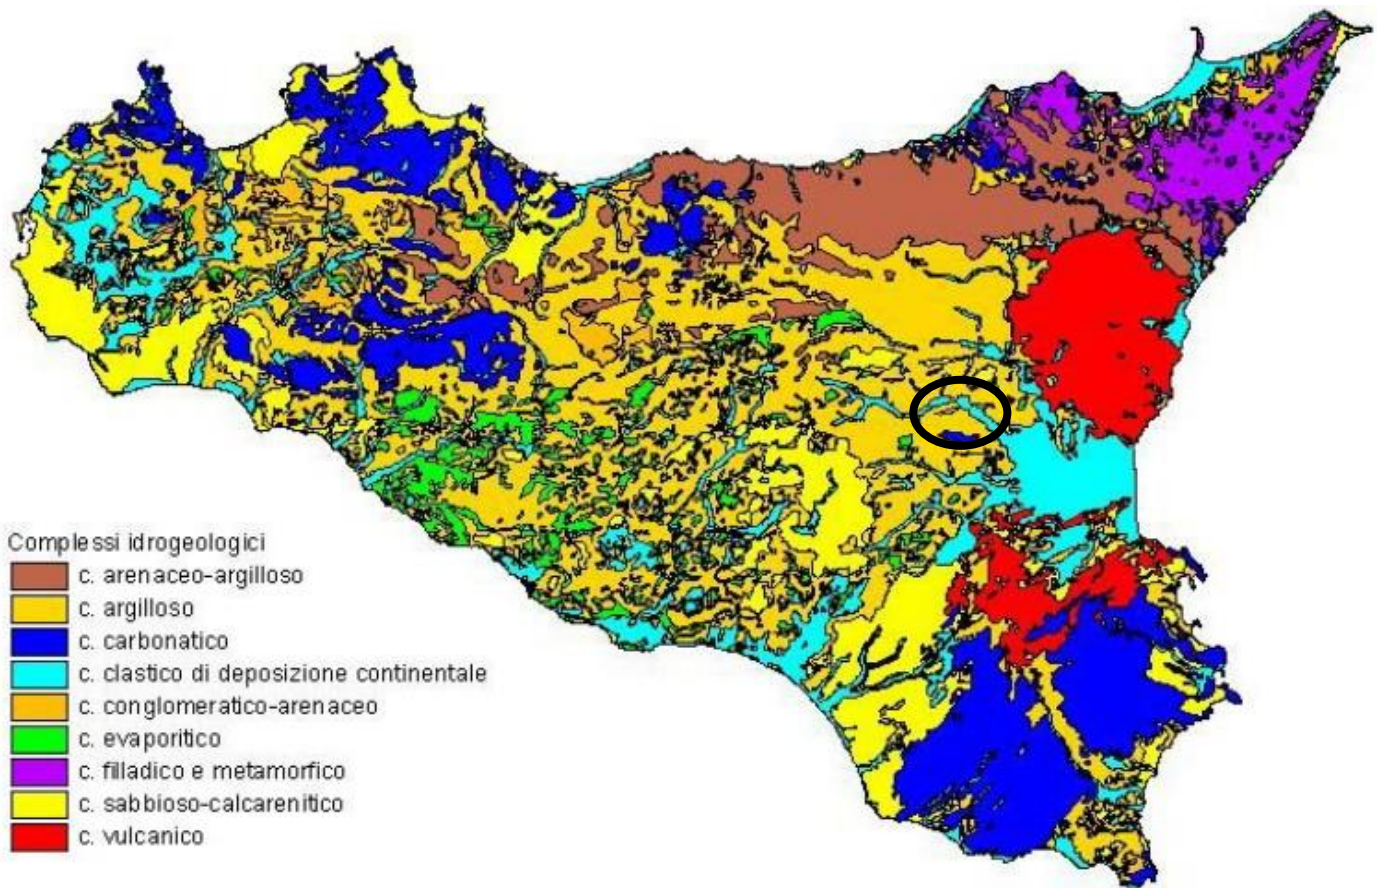 Complessi idrogeologici
c. arenaceo-argilloso
c. argilloso
c. carbonatico
c. clastico di deposizione continentale
c. conglomeratico-arenaceo
c. evaporitico
c. filladico e metamorfico
c. sabbioso-calcarenitico
c. vulcanico